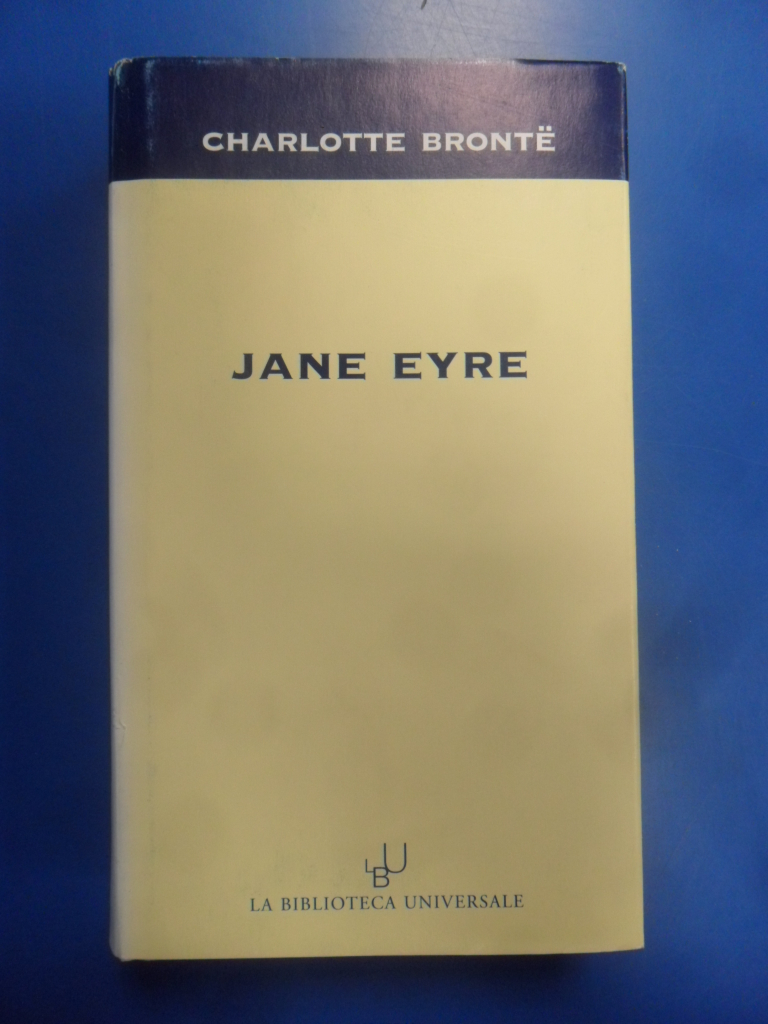 CHARLOTTE BRONTË
JANE EYRE
LBU
LA BIBLIOTECA UNIVERSALE